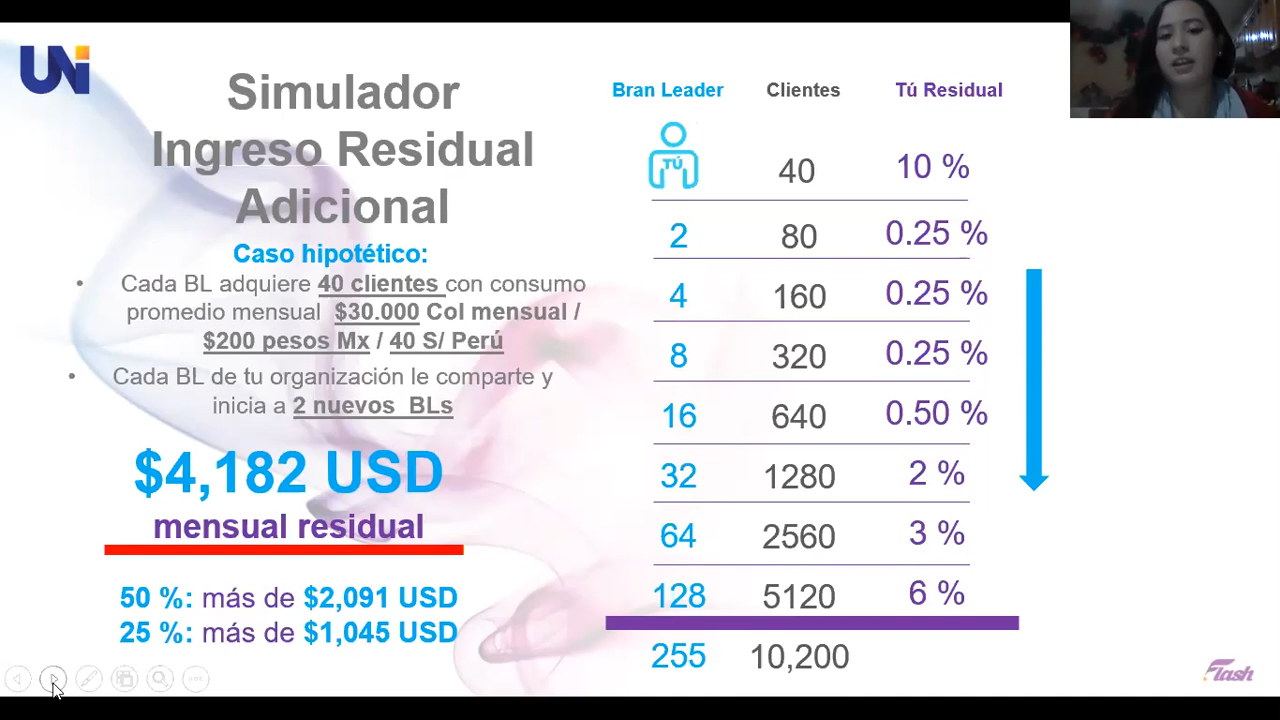 UNi
Simulador
Ingreso Residual
Adicional
Caso hipotético:
• Cada BL adquiere 40 clientes con consumo
promedio mensual $30.000 Col mensual /
$200 pesos Mx / 40 S/ Perú
• Cada BL de tu organización le comparte y
inicia a 2 nuevos BLs
$4,182 USD
mensual residual
50 %: más de $2,091 USD
25 %: más de $1,045 USD
Bran Leader Clientes Tú Residual
TÚ 40 10 %
2 80 0.25 %
4 160 0.25 %
8 320 0.25 %
16 640 0.50 %
32 1280 2 %
64 2560 3 %
128 5120 6 %
255 10,200
Flash